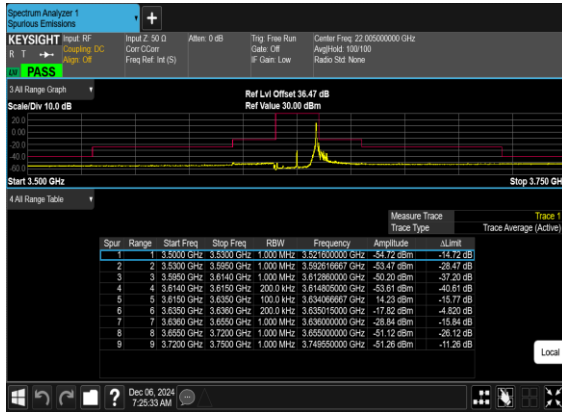 Spectrum Analyzer 1
Spurious Emissions
+
KEYSIGHT Input: RF Input Z: 50 Ω Atten: 0 dB Trig: Free Run Center Freq: 22.005000000 GHz
R T Coupling: DC Corr CCorr Gate: Off Avg|Hold: 100/100
Align: Off Freq Ref: Int (S) IF Gain: Low Radio Std: None
PASS
3 All Range Graph
Ref Lvl Offset 36.47 dB
Scale/Div 10.0 dB Ref Value 30.00 dBm
20.0
0.00
-20.0
-40.0
-60.0
Start 3.500 GHz Stop 3.750 GH
4 All Range Table
Measure Trace Trace 1
Trace Type Trace Average (Active)
Spur Range Start Freq Stop Freq RBW Frequency Amplitude ΔLimit
1 1 3.5000 GHz 3.5300 GHz 1.000 MHz 3.521600000 GHz -54.72 dBm -14.72 dB
2 2 3.5300 GHz 3.5950 GHz 1.000 MHz 3.592616667 GHz -53.47 dBm -28.47 dB
3 3 3.5950 GHz 3.6140 GHz 1.000 MHz 3.612860000 GHz -50.20 dBm -37.20 dB
4 4 3.6140 GHz 3.6150 GHz 200.0 kHz 3.614805000 GHz -53.61 dBm -40.61 dB
5 5 3.6150 GHz 3.6350 GHz 100.0 kHz 3.634066667 GHz 14.23 dBm -15.77 dB
6 6 3.6350 GHz 3.6360 GHz 200.0 kHz 3.635015000 GHz -17.82 dBm -4.820 dB
7 7 3.6360 GHz 3.6550 GHz 1.000 MHz 3.636000000 GHz -28.84 dBm -15.84 dB
8 8 3.6550 GHz 3.7200 GHz 1.000 MHz 3.655000000 GHz -51.12 dBm -26.12 dB
9 9 3.7200 GHz 3.7500 GHz 1.000 MHz 3.749550000 GHz -51.26 dBm -11.26 dB
Local
?
Dec 06, 2024
7:25:33 AM